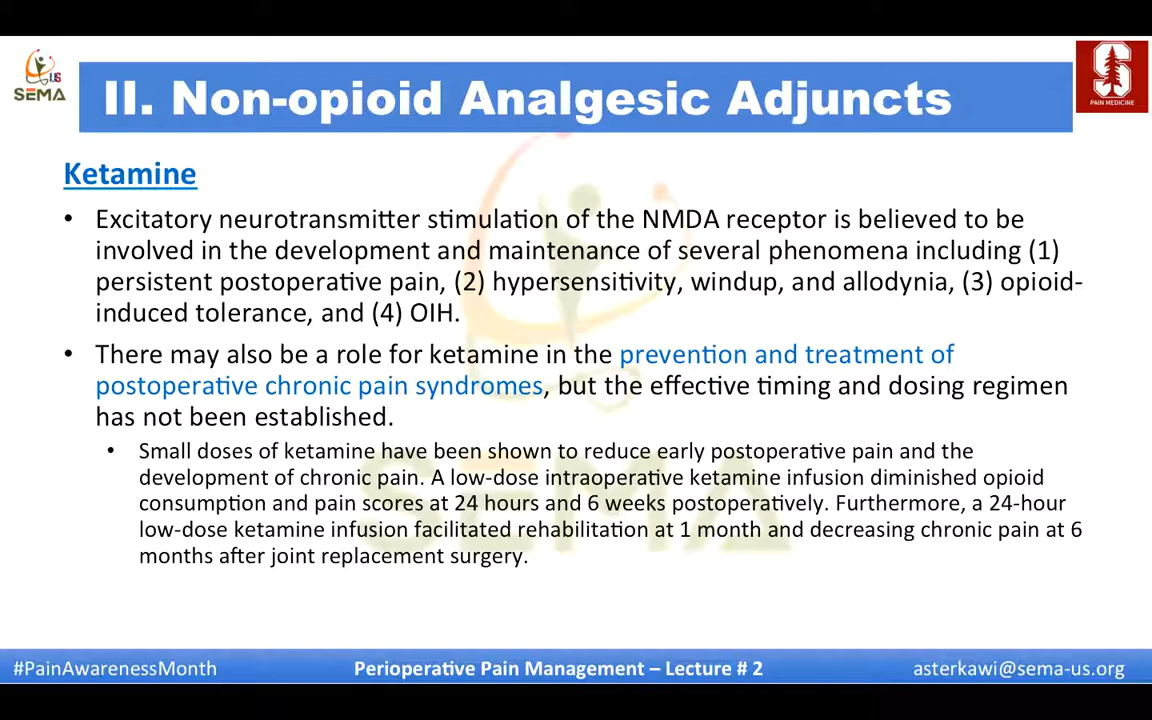 US
SEMA
II. Non-opioid Analgesic Adjuncts
S
PAIN MEDICINE
Ketamine
• Excitatory neurotransmitter stimulation of the NMDA receptor is believed to be
involved in the development and maintenance of several phenomena including (1)
persistent postoperative pain, (2) hypersensitivity, windup, and allodynia, (3) opioid-
induced tolerance, and (4) OIH.
• There may also be a role for ketamine in the prevention and treatment of
postoperative chronic pain syndromes, but the effective timing and dosing regimen
has not been established.
• Small doses of ketamine have been shown to reduce early postoperative pain and the
development of chronic pain. A low-dose intraoperative ketamine infusion diminished opioid
consumption and pain scores at 24 hours and 6 weeks postoperatively. Furthermore, a 24-hour
low-dose ketamine infusion facilitated rehabilitation at 1 month and decreasing chronic pain at 6
months after joint replacement surgery.
SEMA
#PainAwarenessMonth
Perioperative Pain Management – Lecture # 2
asterkawi@sema-us.org